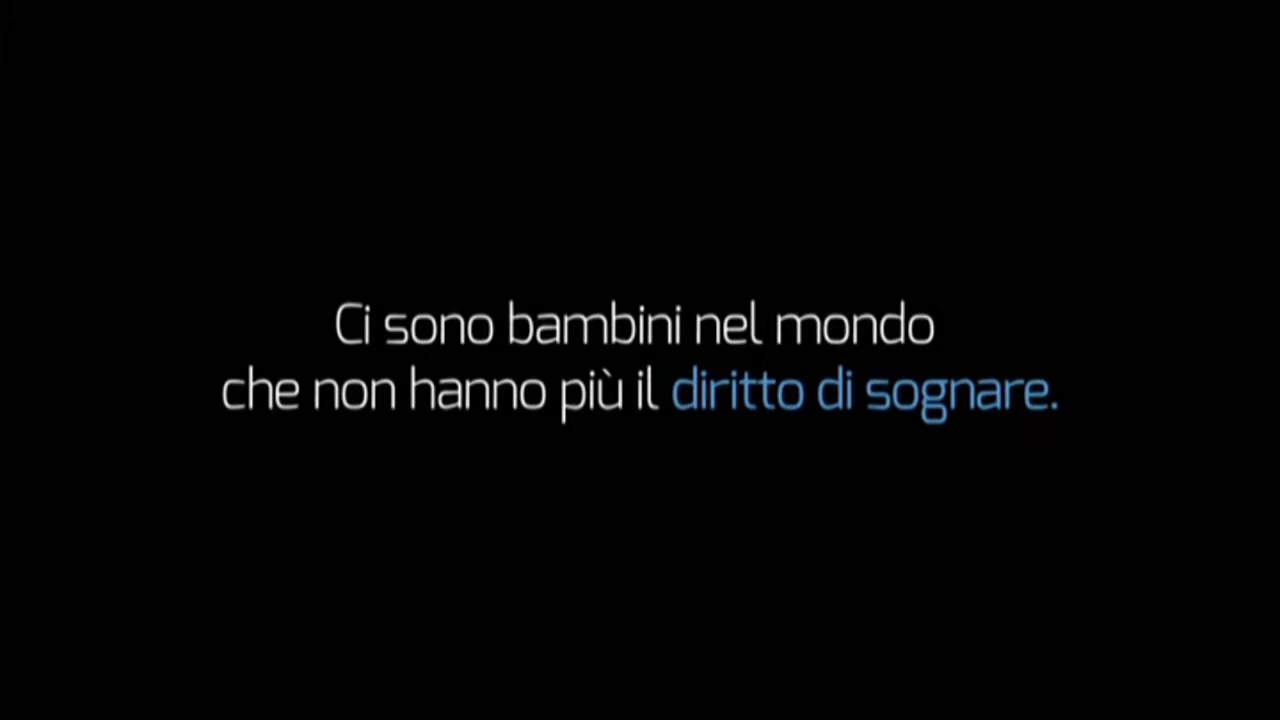 Ci sono bambini nel mondo
che non hanno più il diritto di sognare.